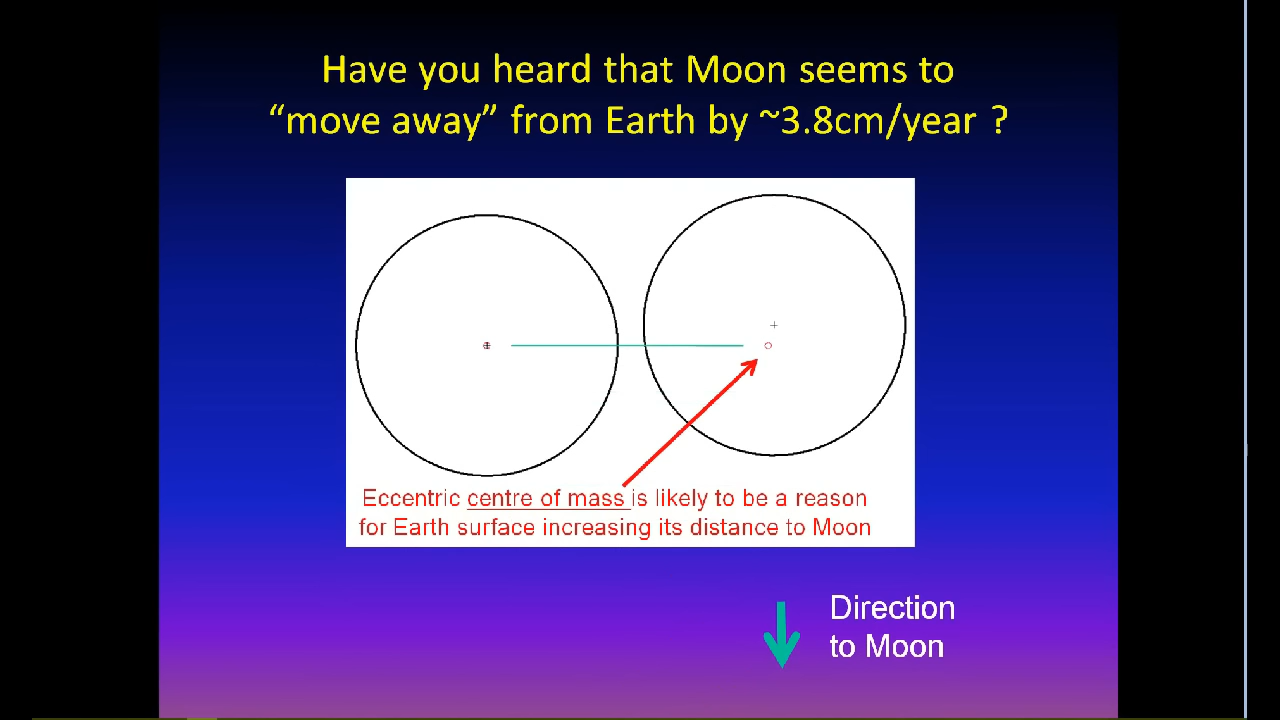 Have you heard that Moon seems to
“move away” from Earth by ~3.8cm/year ?
Eccentric centre of mass is likely to be a reason
for Earth surface increasing its distance to Moon
Direction
to Moon